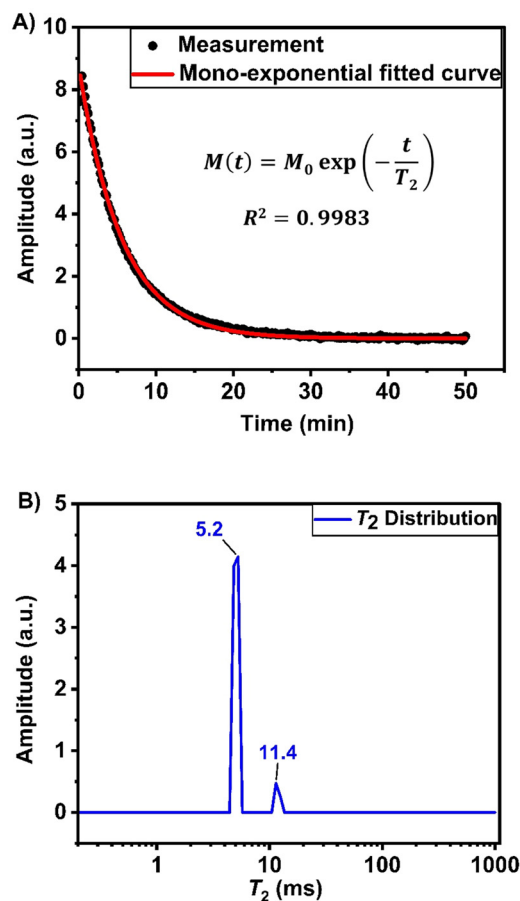 A)
10
8
6
4
2
0
Amplitude (a.u.)
Measurement
Mono-exponential fitted curve
M(t) = M₀ exp(−t/T₂)
R² = 0.9983
0 10 20 30 40 50
Time (min)
B)
5
4
3
2
1
0
Amplitude (a.u.)
T₂ Distribution
5.2
11.4
1 10 100 1000
T₂ (ms)